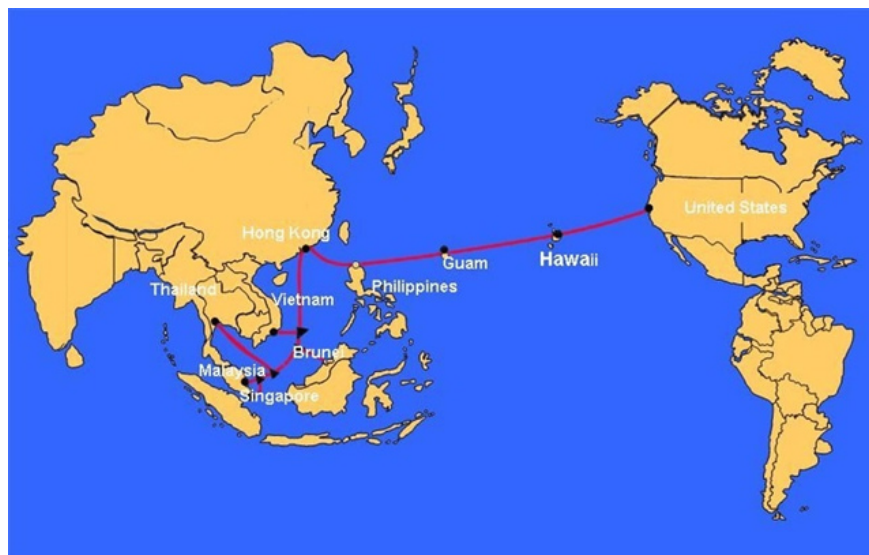 United States
Hong Kong
Hawaii
Guam
Philippines
Thailand
Vietnam
Brunei
Malaysia
Singapore